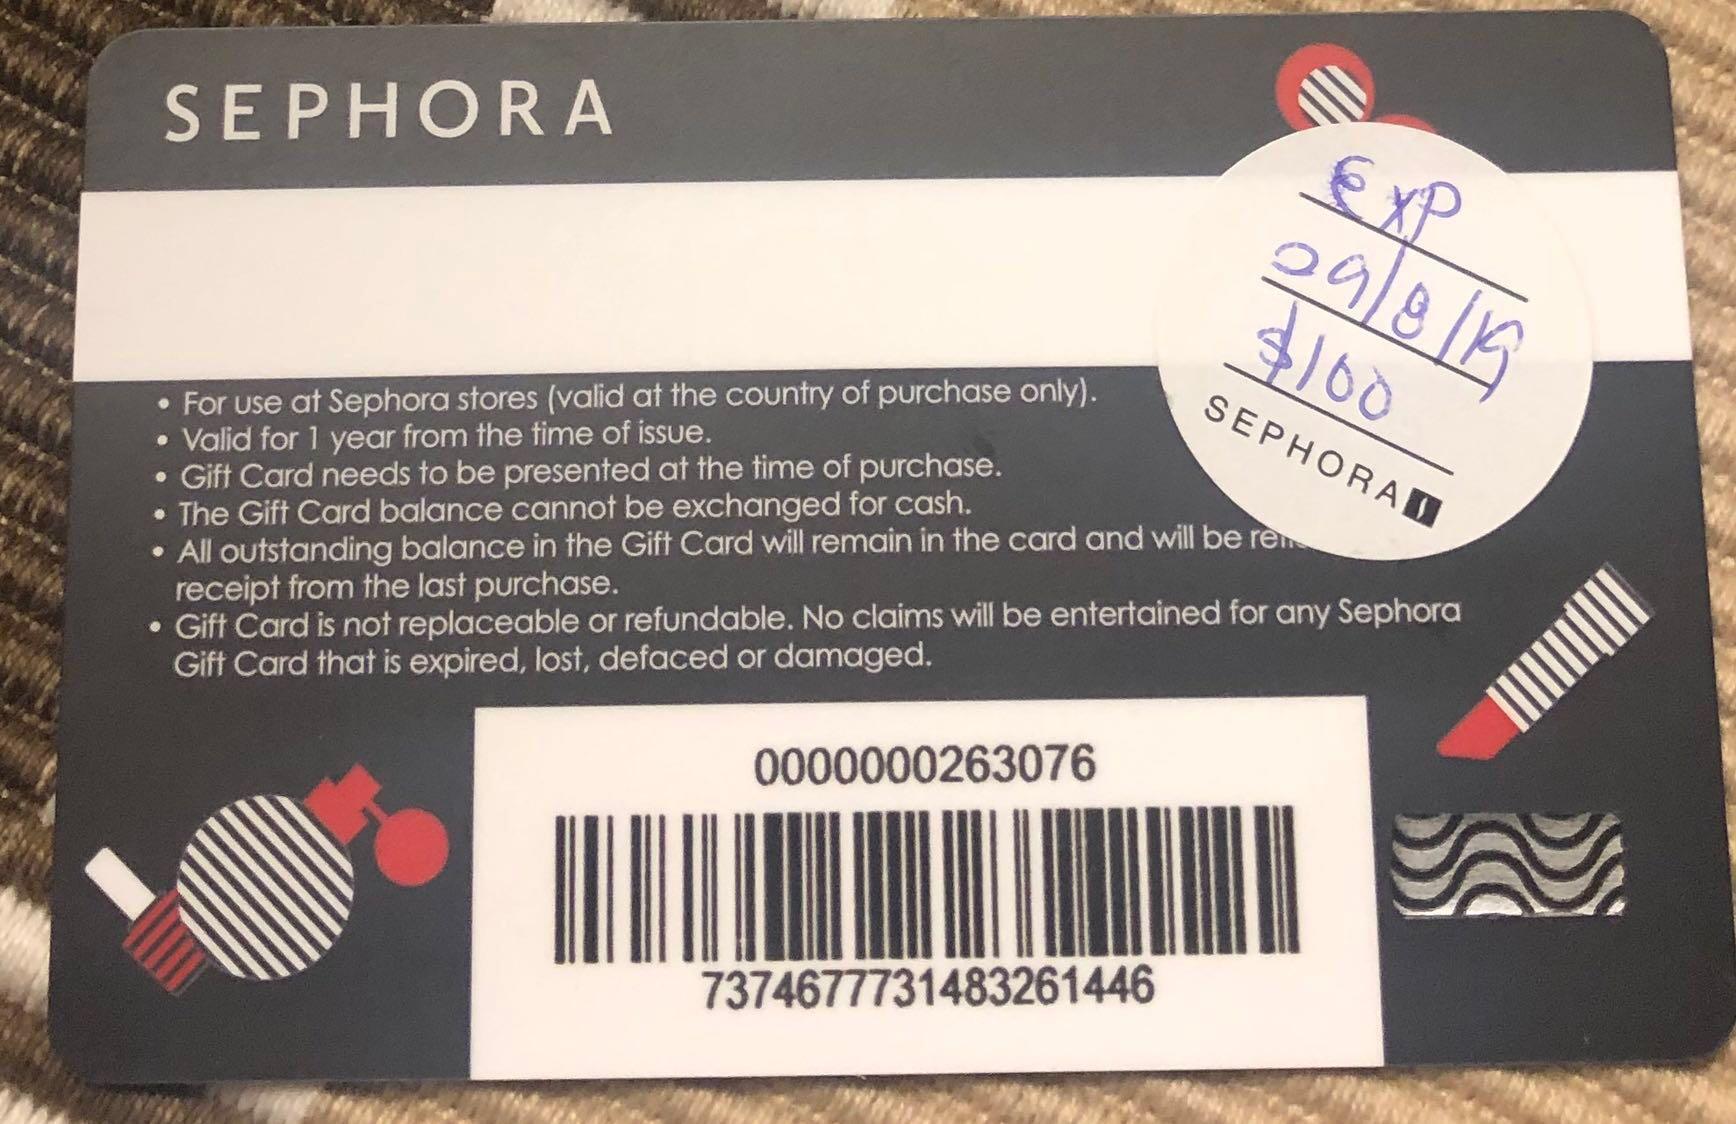 SEPHORA
exp
29/8/19
$100
SEPHORA
• For use at Sephora stores (valid at the country of purchase only).
• Valid for 1 year from the time of issue.
• Gift Card needs to be presented at the time of purchase.
• The Gift Card balance cannot be exchanged for cash.
• All outstanding balance in the Gift Card will remain in the card and will be
receipt from the last purchase.
• Gift Card is not replaceable or refundable. No claims will be entertained for any Sephora
Gift Card that is expired, lost, defaced or damaged.
0000000263076
7374677731483261446